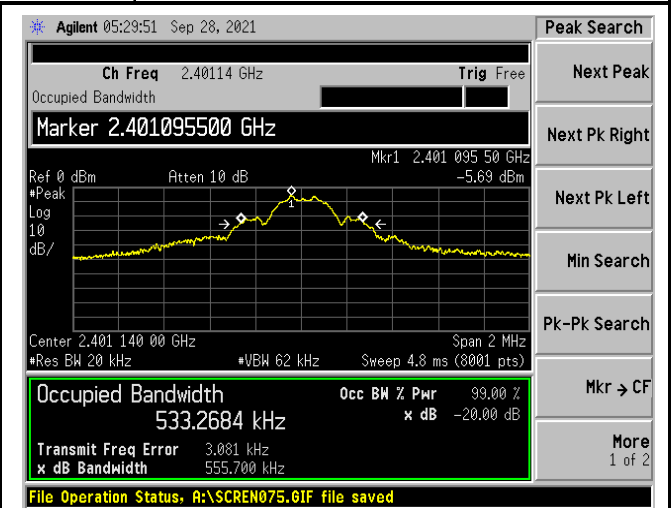 Agilent 05:29:51 Sep 28, 2021
Peak Search
Ch Freq 2.40114 GHz Trig Free
Occupied Bandwidth
Marker 2.401095500 GHz
Mkr1 2.401 095 50 GHz
Ref 0 dBm Atten 10 dB -5.69 dBm
#Peak
Log
10
dB/
1
Center 2.401 140 00 GHz Span 2 MHz
#Res BW 20 kHz #VBW 62 kHz Sweep 4.8 ms (8001 pts)
Occupied Bandwidth
533.2684 kHz
Occ BW % Pwr 99.00 %
x dB -20.00 dB
Transmit Freq Error 3.081 kHz
x dB Bandwidth 555.700 kHz
File Operation Status, A:\SCREN075.GIF file saved
Next Peak
Next Pk Right
Next Pk Left
Min Search
Pk-Pk Search
Mkr → CF
More
1 of 2